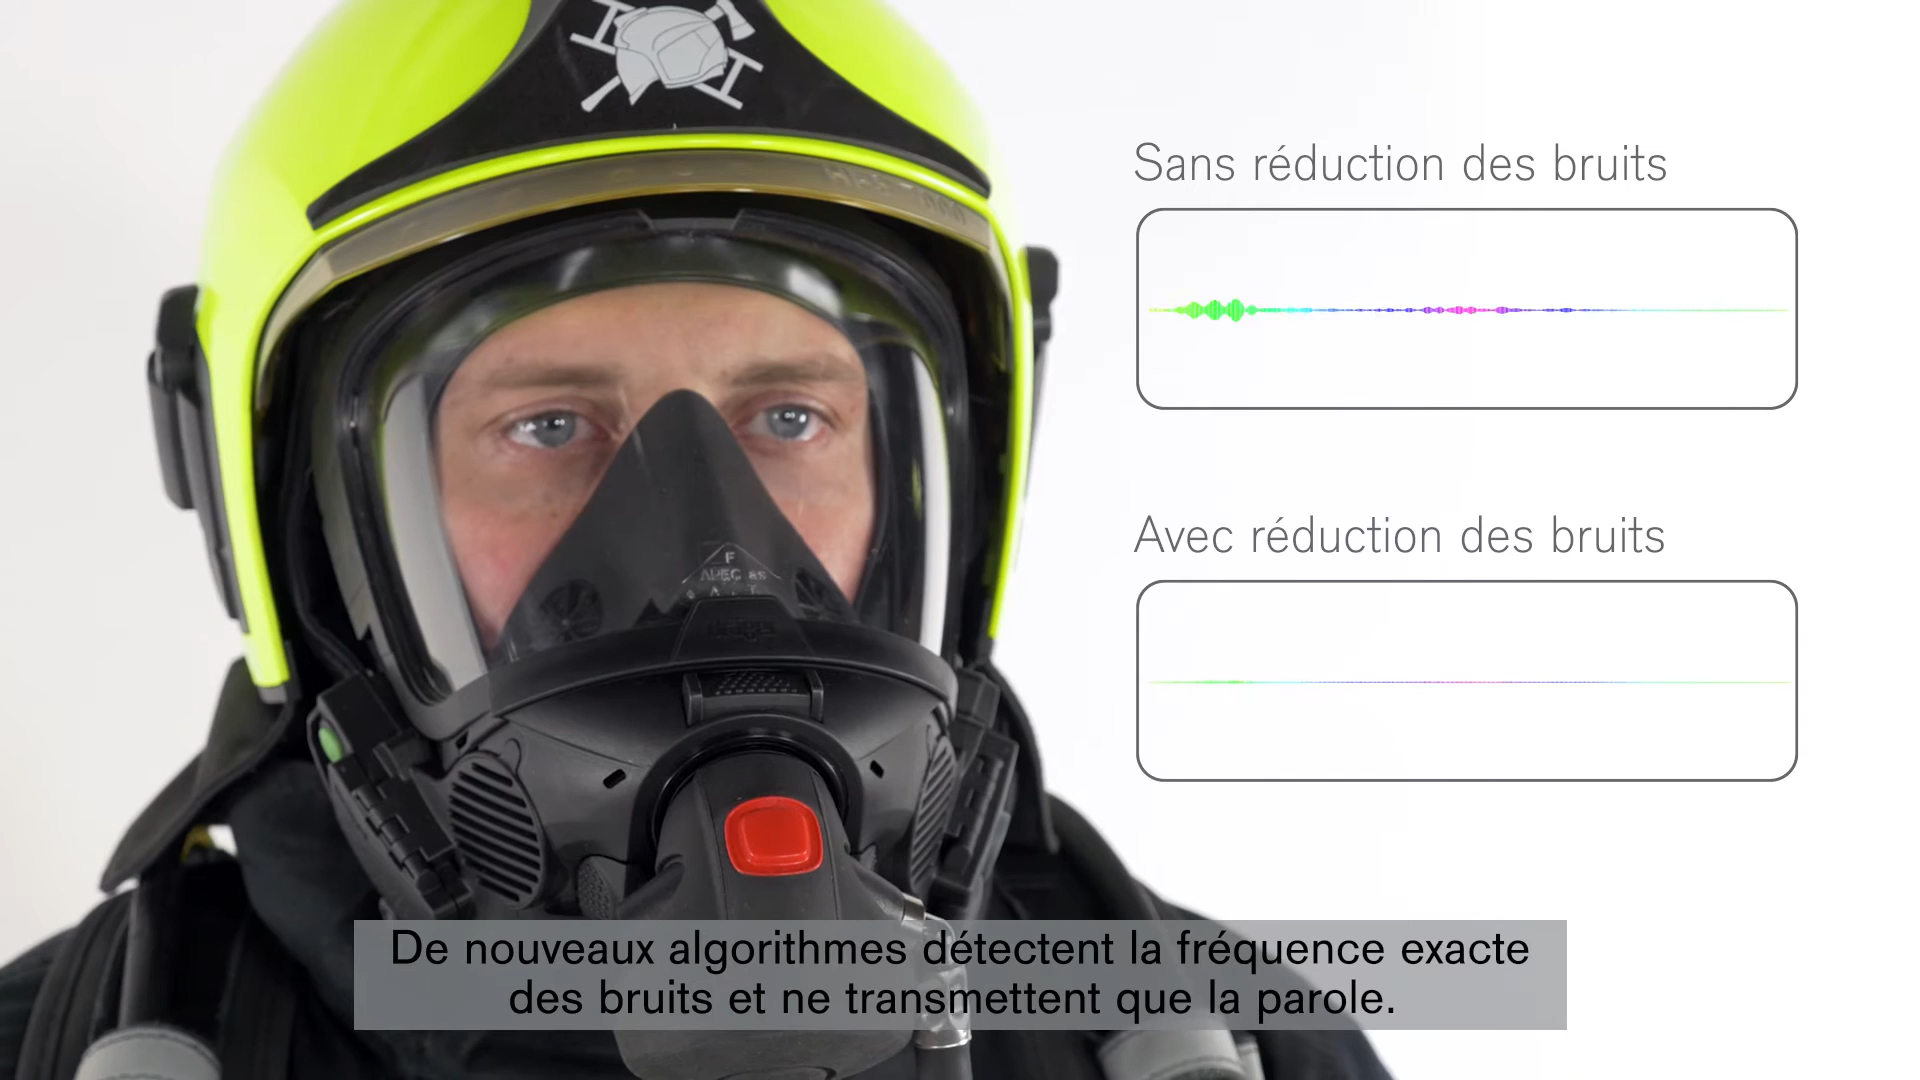 Sans réduction des bruits
Avec réduction des bruits
F
De nouveaux algorithmes détectent la fréquence exacte
des bruits et ne transmettent que la parole.